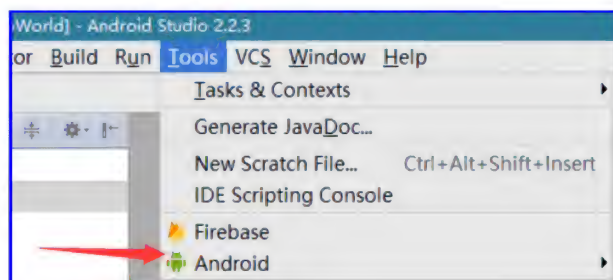 World] - Android Studio 2.2.3
or Build Run Tools VCS Window Help
Tasks & Contexts
Generate JavaDoc...
New Scratch File... Ctrl+Alt+Shift+Insert
IDE Scripting Console
Firebase
Android